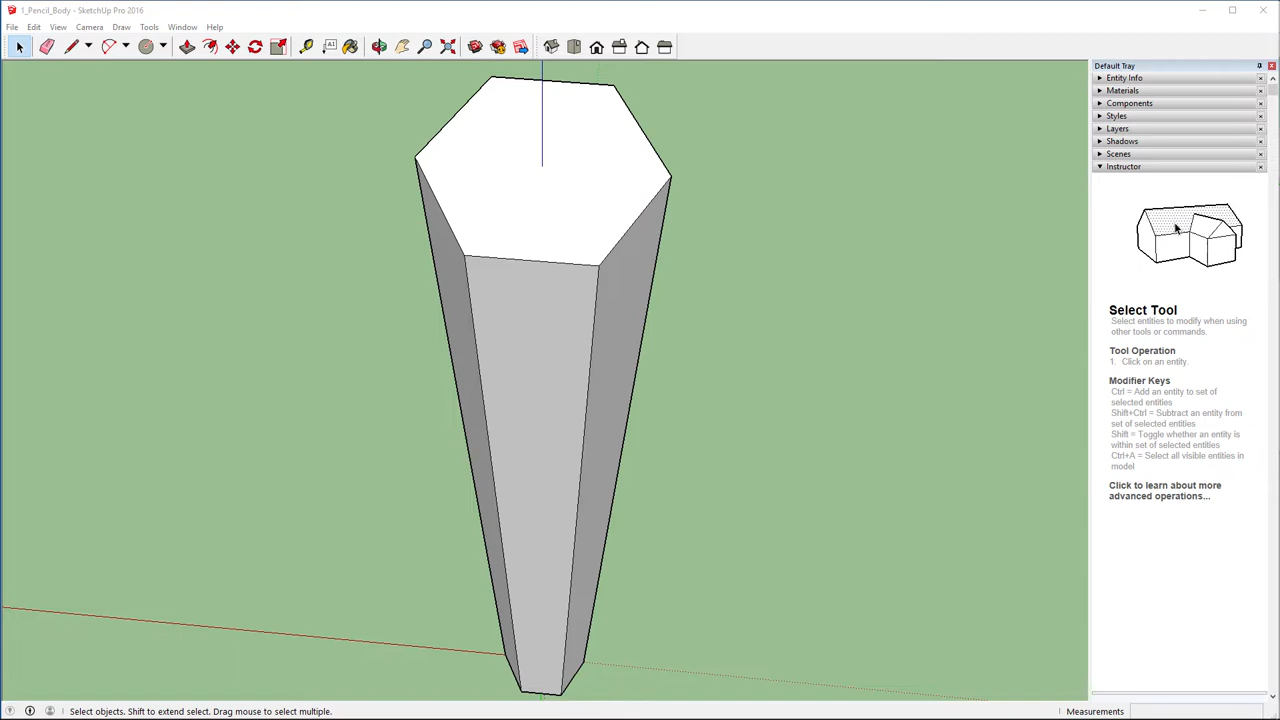 1_Pencil_Body - SketchUp Pro 2016
File Edit View Camera Draw Tools Window Help
A1
Default Tray
Entity Info
Materials
Components
Styles
Layers
Shadows
Scenes
Instructor
Select Tool
Select entities to modify when using
other tools or commands.
Tool Operation
1. Click on an entity.
Modifier Keys
Ctrl = Add an entity to set of
selected entities
Shift+Ctrl = Subtract an entity from
set of selected entities
Shift = Toggle whether an entity is
within set of selected entities
Ctrl+A = Select all visible entities in
model
Click to learn about more
advanced operations...
Select objects. Shift to extend select. Drag mouse to select multiple.
Measurements